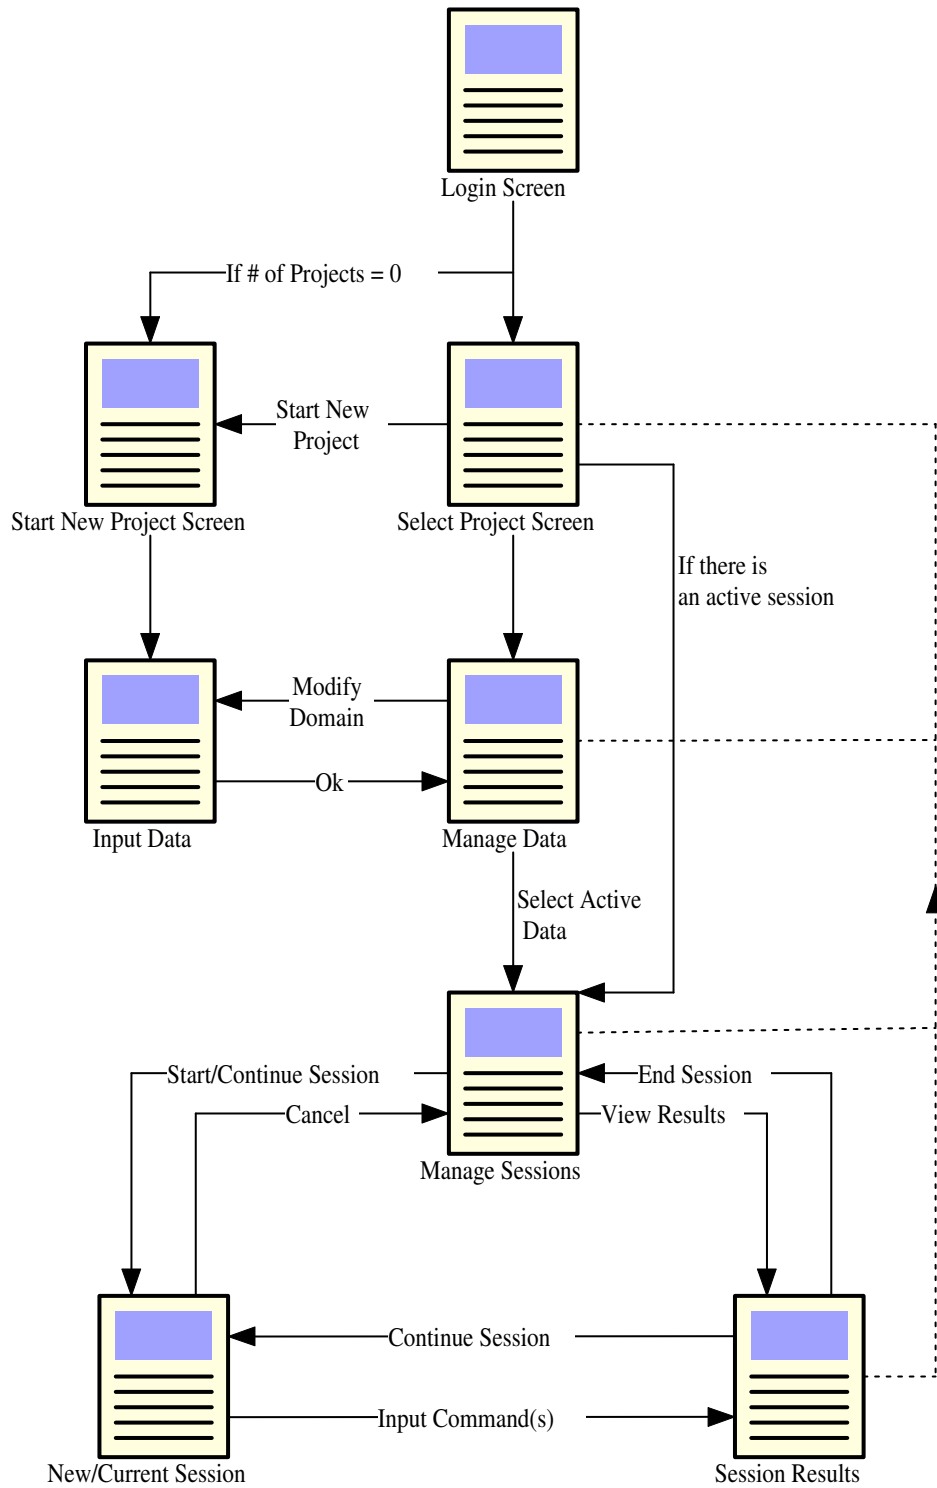 Login Screen
If # of Projects = 0
Start New
Project
Start New Project Screen
Select Project Screen
If there is
an active session
Modify
Domain
Ok
Input Data
Manage Data
Select Active
Data
Start/Continue Session
End Session
Cancel
View Results
Manage Sessions
Continue Session
Input Command(s)
New/Current Session
Session Results